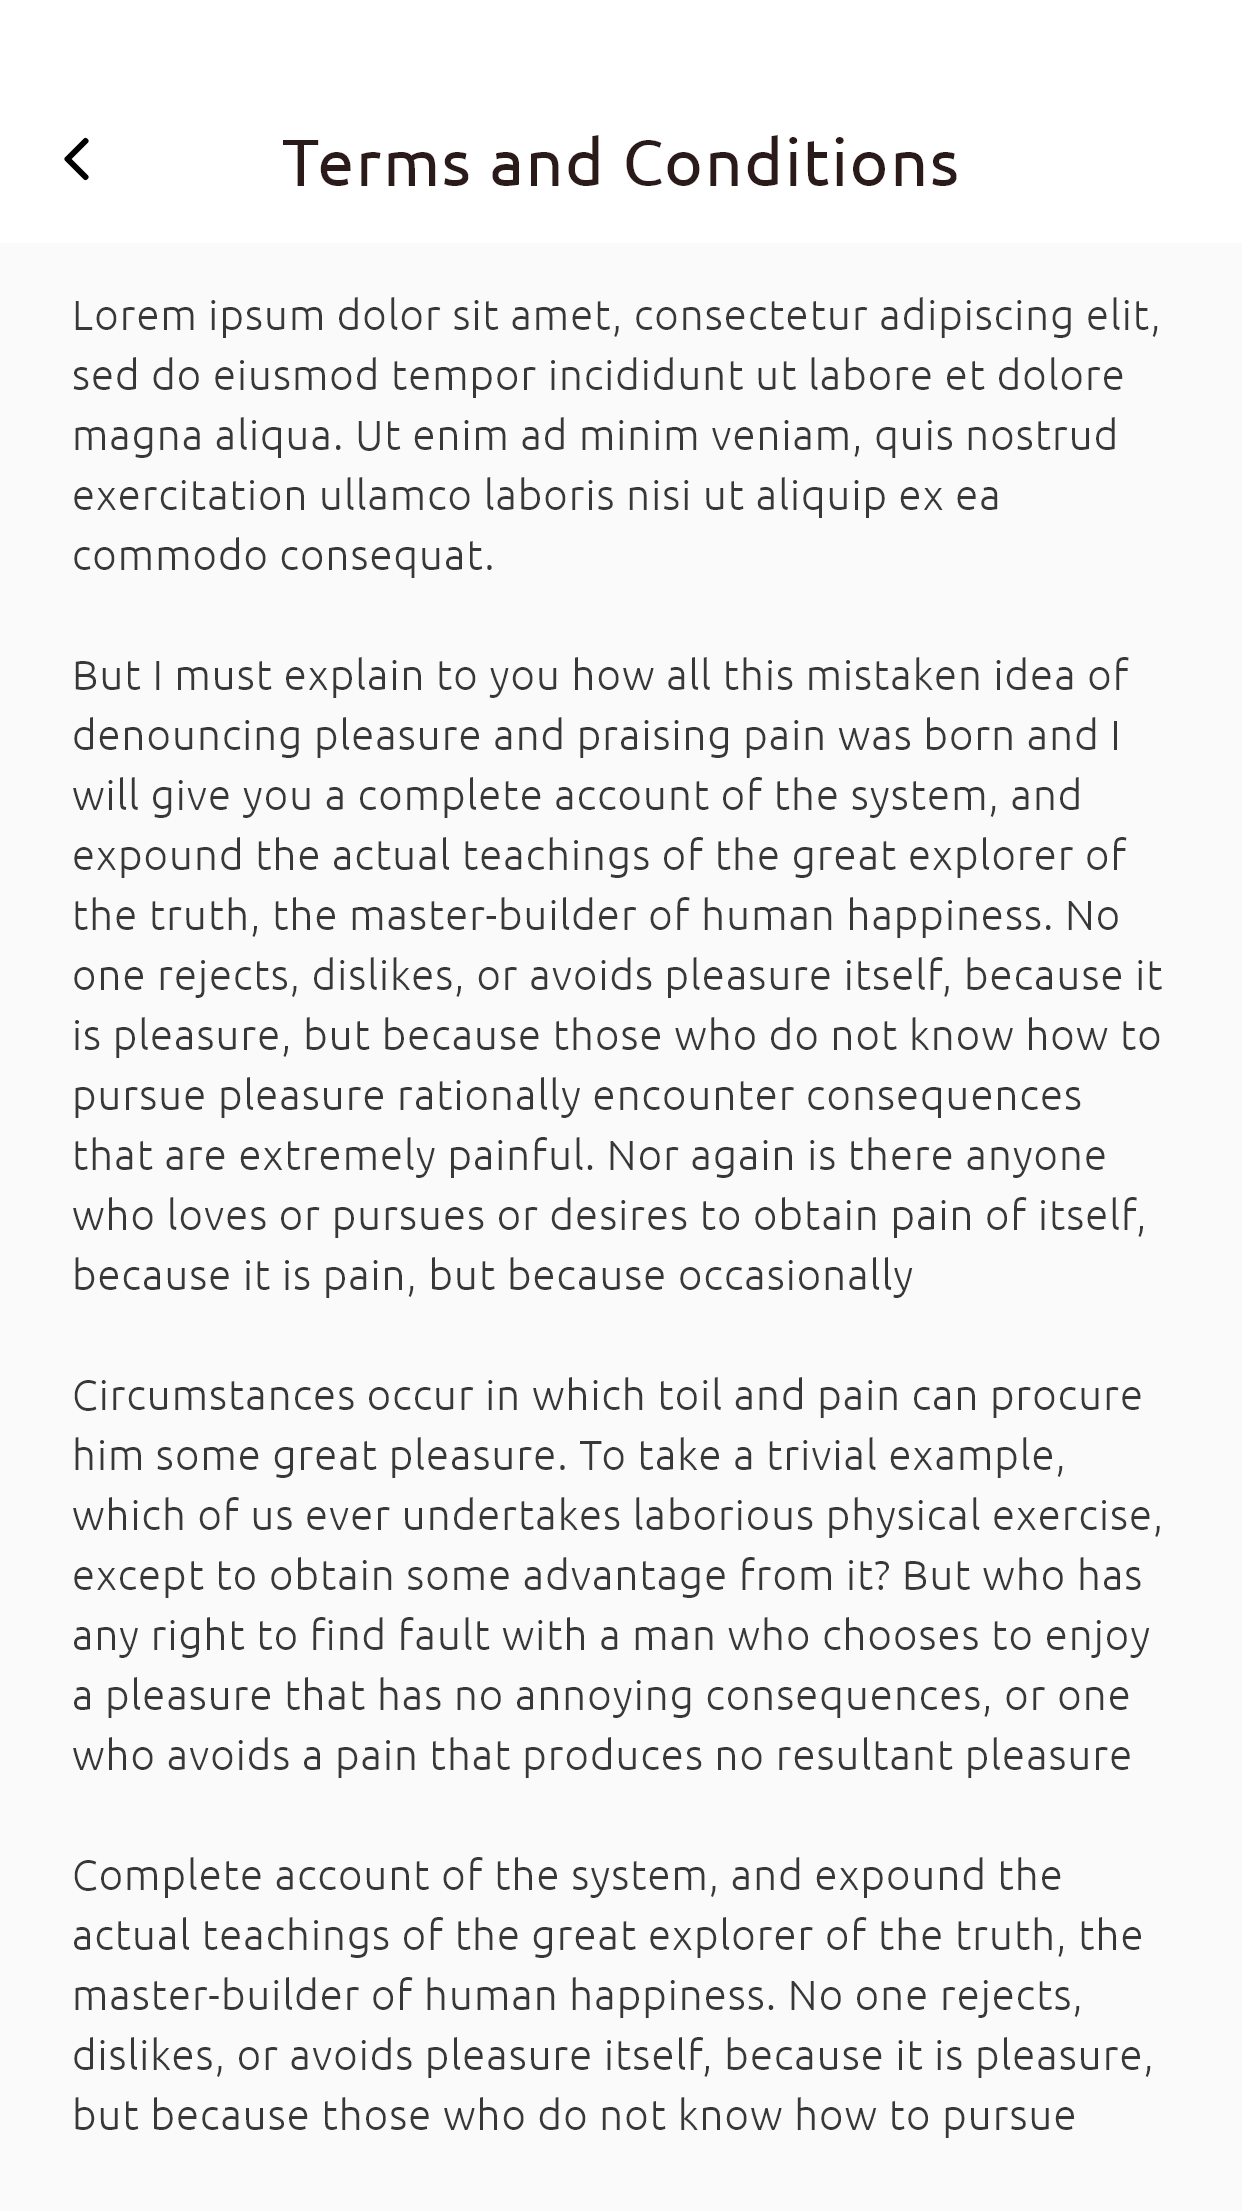 Terms and Conditions
Lorem ipsum dolor sit amet, consectetur adipiscing elit,
sed do eiusmod tempor incididunt ut labore et dolore
magna aliqua. Ut enim ad minim veniam, quis nostrud
exercitation ullamco laboris nisi ut aliquip ex ea
commodo consequat.
But I must explain to you how all this mistaken idea of
denouncing pleasure and praising pain was born and I
will give you a complete account of the system, and
expound the actual teachings of the great explorer of
the truth, the master-builder of human happiness. No
one rejects, dislikes, or avoids pleasure itself, because it
is pleasure, but because those who do not know how to
pursue pleasure rationally encounter consequences
that are extremely painful. Nor again is there anyone
who loves or pursues or desires to obtain pain of itself,
because it is pain, but because occasionally
Circumstances occur in which toil and pain can procure
him some great pleasure. To take a trivial example,
which of us ever undertakes laborious physical exercise,
except to obtain some advantage from it? But who has
any right to find fault with a man who chooses to enjoy
a pleasure that has no annoying consequences, or one
who avoids a pain that produces no resultant pleasure
Complete account of the system, and expound the
actual teachings of the great explorer of the truth, the
master-builder of human happiness. No one rejects,
dislikes, or avoids pleasure itself, because it is pleasure,
but because those who do not know how to pursue